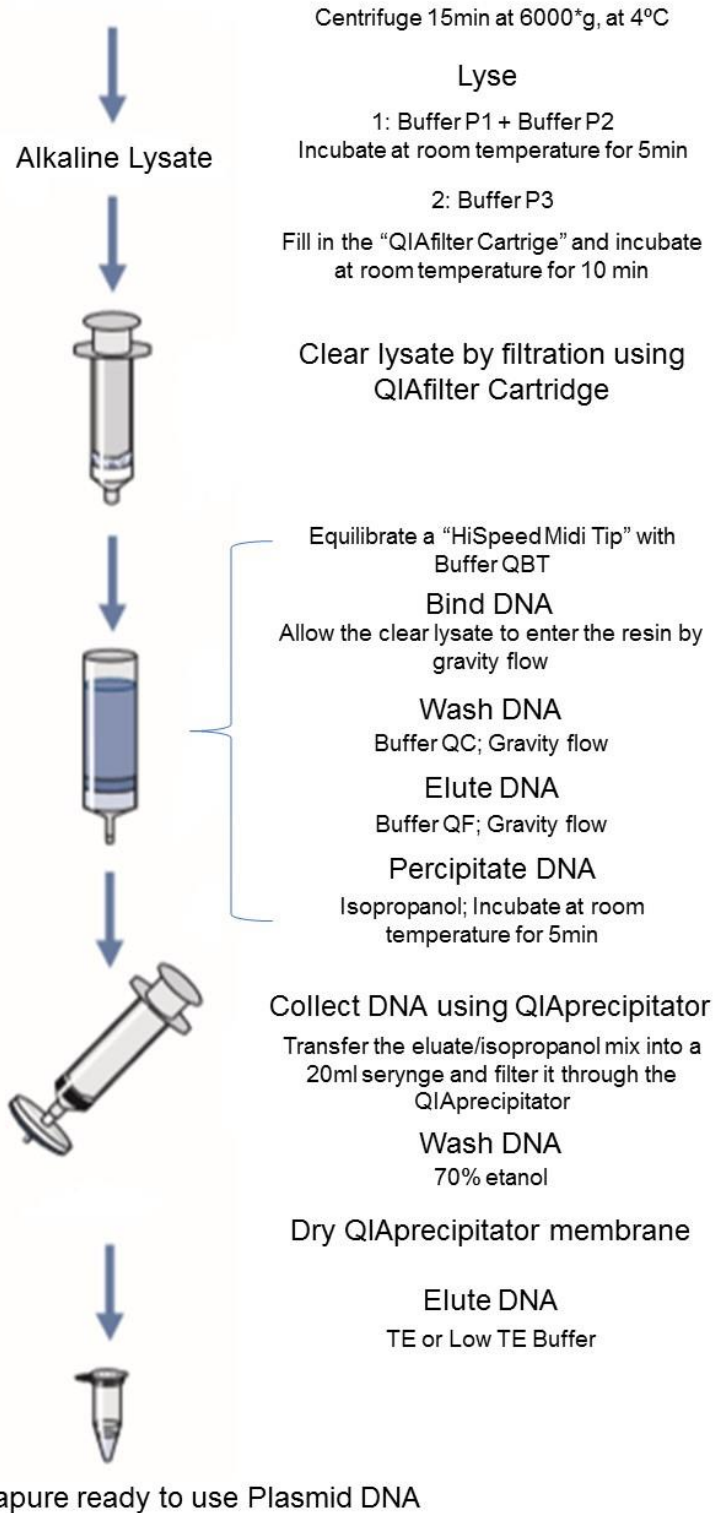 Centrifuge 15min at 6000*g, at 4ºC
Lyse
1: Buffer P1 + Buffer P2
Incubate at room temperature for 5min
Alkaline Lysate
2: Buffer P3
Fill in the “QIAfilter Cartrige” and incubate
at room temperature for 10 min
Clear lysate by filtration using
QIAfilter Cartridge
Equilibrate a “HiSpeed Midi Tip” with
Buffer QBT
Bind DNA
Allow the clear lysate to enter the resin by
gravity flow
Wash DNA
Buffer QC; Gravity flow
Elute DNA
Buffer QF; Gravity flow
Percipitate DNA
Isopropanol; Incubate at room
temperature for 5min
Collect DNA using QIAprecipitator
Transfer the eluate/isopropanol mix into a
20ml serynge and filter it through the
QIAprecipitator
Wash DNA
70% etanol
Dry QIAprecipitator membrane
Elute DNA
TE or Low TE Buffer
apure ready to use Plasmid DNA